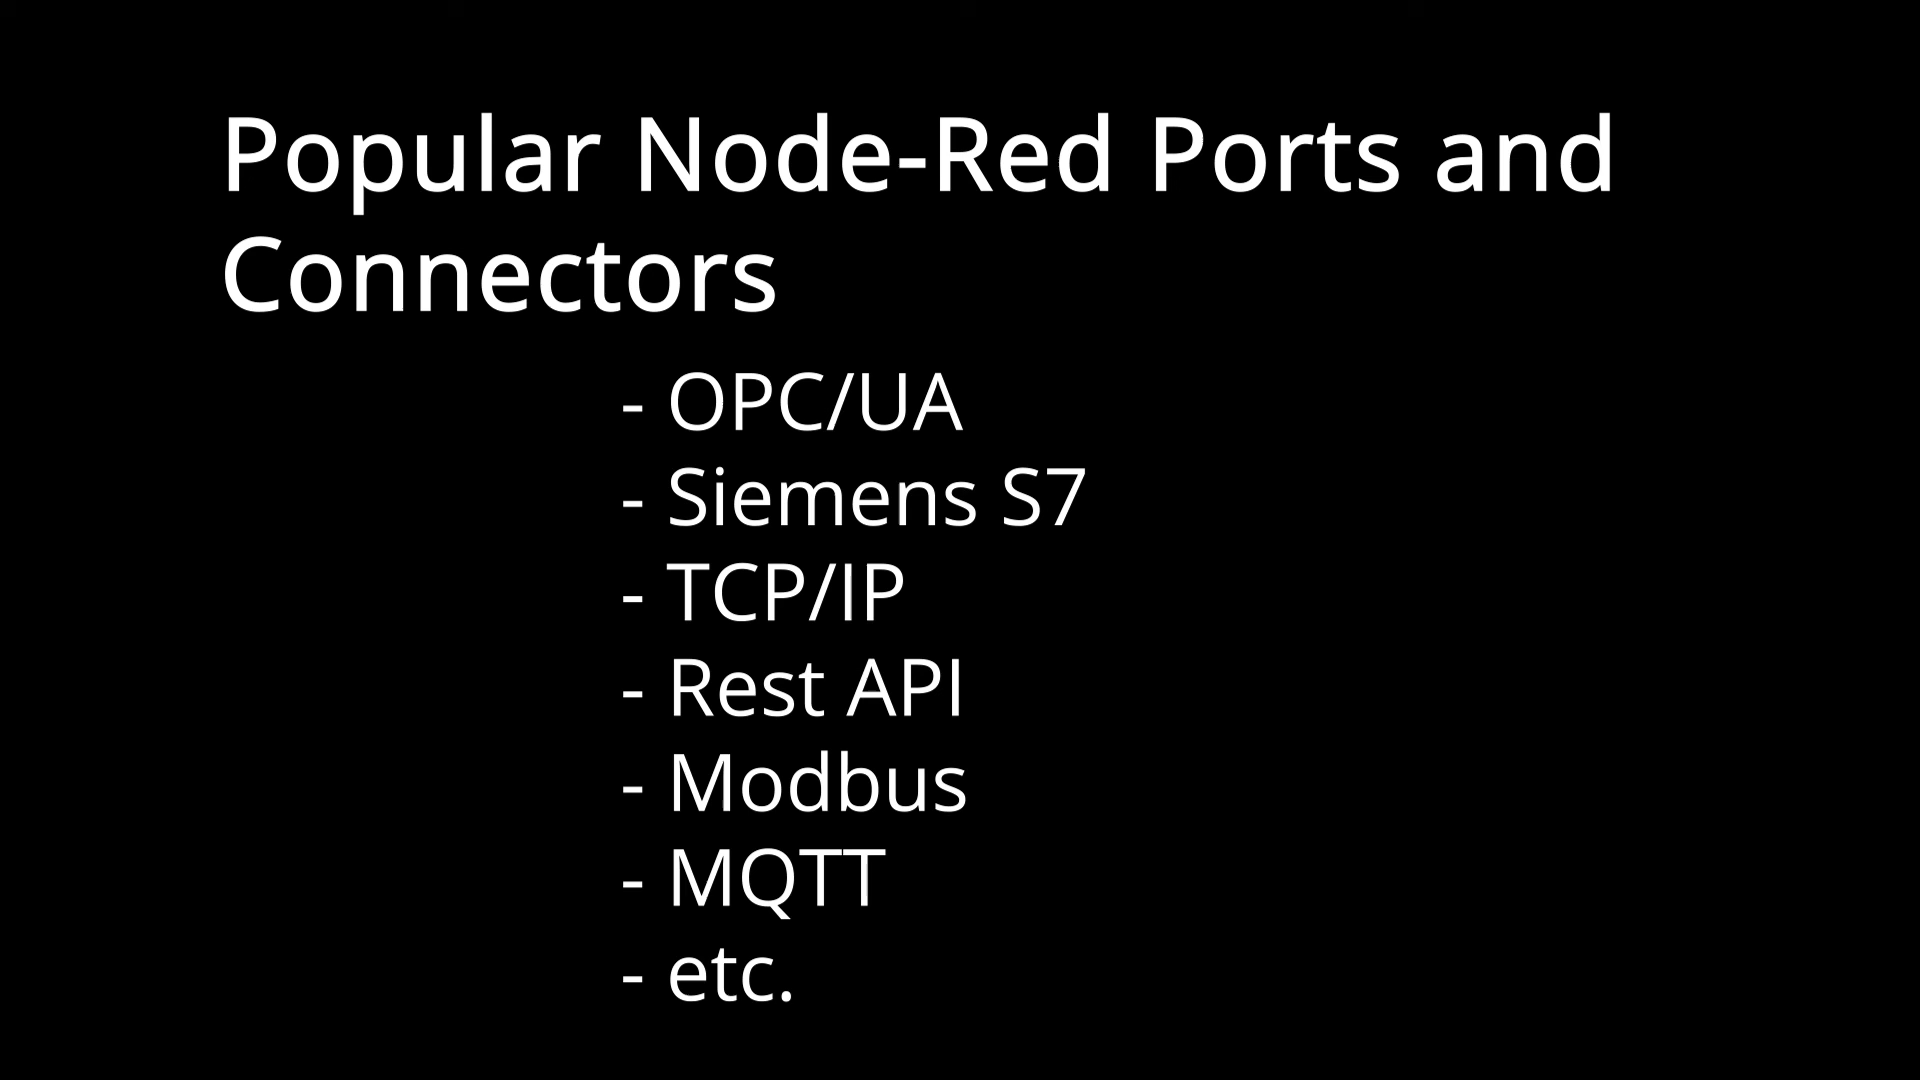 Popular Node-Red Ports and
Connectors
- OPC/UA
- Siemens S7
- TCP/IP
- Rest API
- Modbus
- MQTT
- etc.